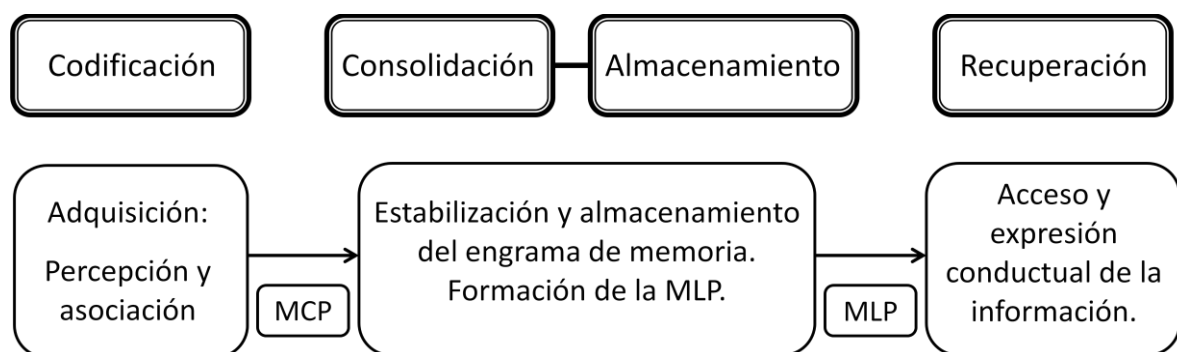 Codificación
Consolidación
Almacenamiento
Recuperación
Adquisición:
Percepción y
asociación
MCP
Estabilización y almacenamiento
del engrama de memoria.
Formación de la MLP.
MLP
Acceso y
expresión
conductual de la
información.